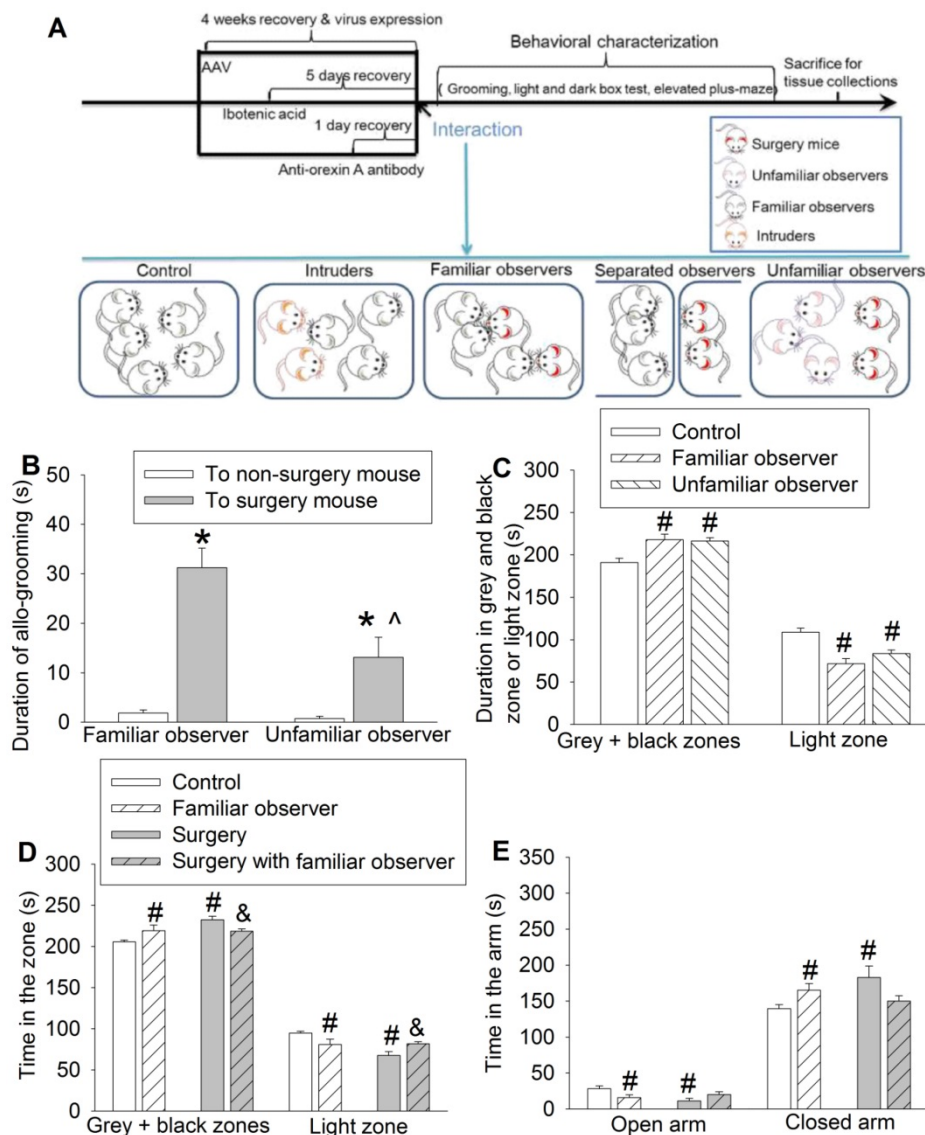 A
4 weeks recovery & virus expression
AAV
5 days recovery
Ibotenic acid
1 day recovery
Anti-orexin A antibody
Interaction
Behavioral characterization
( Grooming, light and dark box test, elevated plus-maze)
Sacrifice for
tissue collections
Surgery mice
Unfamiliar observers
Familiar observers
Intruders
Control
Intruders
Familiar observers
Separated observers
Unfamiliar observers
B
Duration of allo-grooming (s)
50
40
30
20
10
0
To non-surgery mouse
To surgery mouse
*
* ^
Familiar observer
Unfamiliar observer
C
Duration in grey and black
zone or light zone (s)
300
250
200
150
100
50
0
Control
Familiar observer
Unfamiliar observer
# #
# #
Grey + black zones
Light zone
D
Time in the zone (s)
300
250
200
150
100
50
0
Control
Familiar observer
Surgery
Surgery with familiar observer
# # &
# # &
Grey + black zones
Light zone
E
Time in the arm (s)
350
300
250
200
150
100
50
0
# #
# #
Open arm
Closed arm